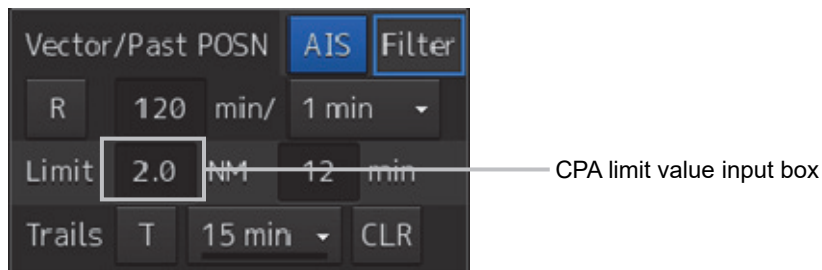 Vector/Past POSN AIS Filter
R 120 min/ 1 min
Limit 2.0 NM 12 min
CPA limit value input box
Trails T 15 min CLR